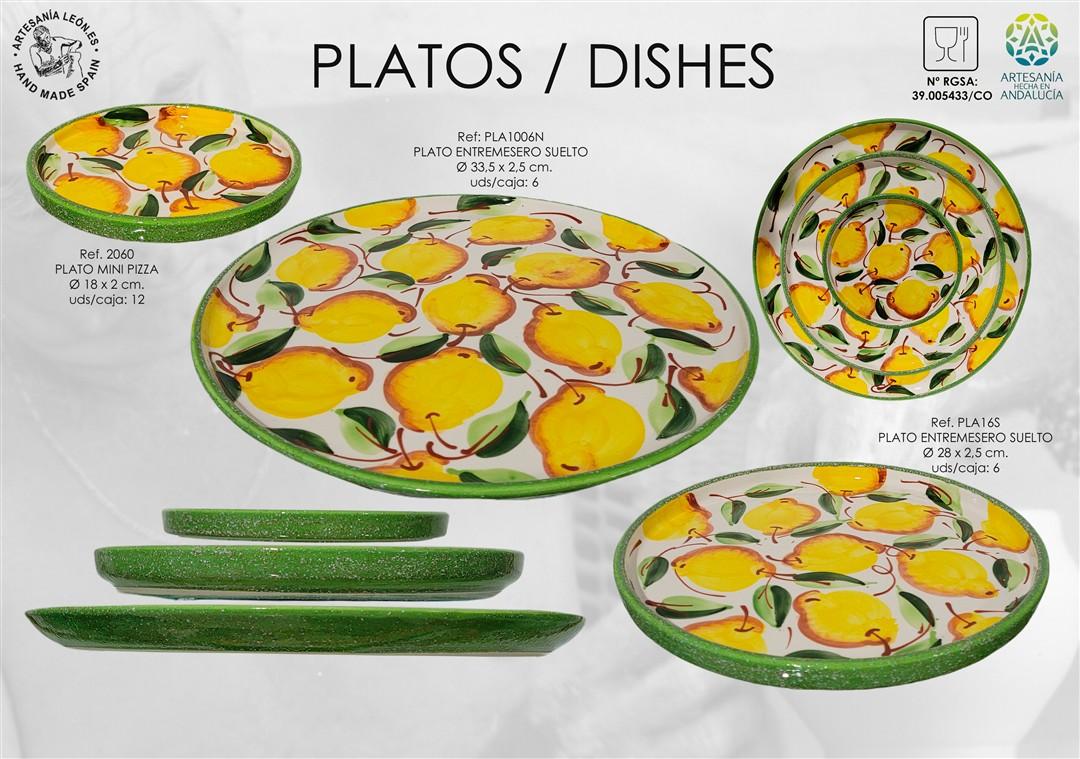 ARTESANÍA LEÓN.ES
HAND MADE SPAIN
PLATOS / DISHES
Nº RGSA:
39.005433/CO
ARTESANÍA
HECHA EN
ANDALUCÍA
Ref: PLA1006N
PLATO ENTREMESERO SUELTO
Ø 33,5 x 2,5 cm.
uds/caja: 6
Ref. 2060
PLATO MINI PIZZA
Ø 18 x 2 cm.
uds/caja: 12
Ref. PLA16S
PLATO ENTREMESERO SUELTO
Ø 28 x 2,5 cm.
uds/caja: 6